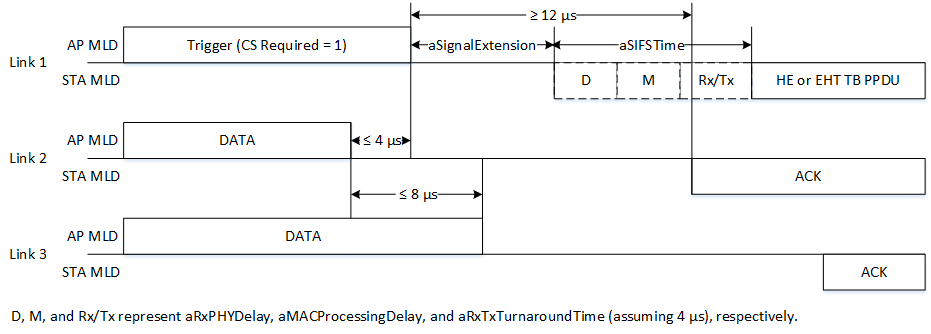 ≥ 12 µs
AP MLD
Trigger (CS Required = 1)
aSignalExtension
aSIFSTime
Link 1
STA MLD
D
M
Rx/Tx
HE or EHT TB PPDU
AP MLD
DATA
≤ 4 µs
Link 2
STA MLD
ACK
≤ 8 µs
AP MLD
DATA
Link 3
STA MLD
ACK
D, M, and Rx/Tx represent aRxPHYDelay, aMACProcessingDelay, and aRxTxTurnaroundTime (assuming 4 µs), respectively.